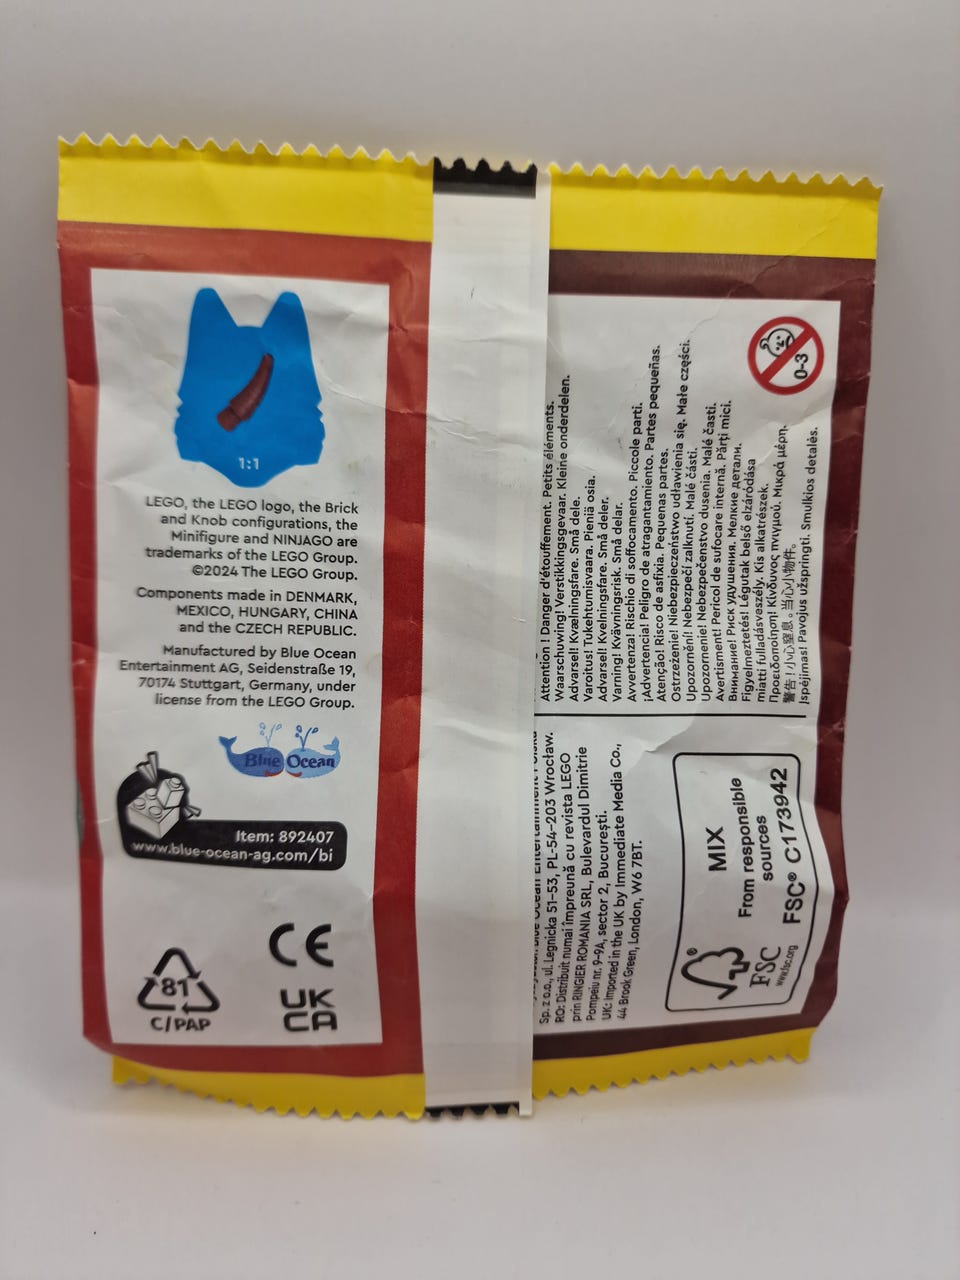 1:1
LEGO, the LEGO logo, the Brick
and Knob configurations, the
Minifigure and NINJAGO are
trademarks of the LEGO Group.
©2024 The LEGO Group.
Components made in DENMARK,
MEXICO, HUNGARY, CHINA
and the CZECH REPUBLIC.
Manufactured by Blue Ocean
Entertainment AG, Seidenstraße 19,
70174 Stuttgart, Germany, under
license from the LEGO Group.
Blue Ocean
Item: 892407
www.blue-ocean-ag.com/bi
81
C/PAP
CE
UK
CA
0-3
Attention ! Danger d'étouffement. Petits éléments.
Waarschuwing! Verstikkingsgevaar. Kleine onderdelen.
Advarsel! Kvælningsfare. Små dele.
Varoitus! Tukehtumisvaara. Pieniä osia.
Advarsel! Kvelningsfare. Små deler.
Varning! Kvävningsrisk. Små delar.
Avvertenza! Rischio di soffocamento. Piccole parti.
¡Advertencia! Peligro de atragantamiento. Partes pequeñas.
Atenção! Risco de asfixia. Pequenas partes.
Ostrzeżenie! Niebezpieczeństwo udławienia się. Małe części.
Upozornění! Nebezpečí zalknutí. Malé části.
Upozornenie! Nebezpečenstvo dusenia. Malé časti.
Avertisment! Pericol de sufocare internă. Părți mici.
Внимание! Риск удушения. Мелкие детали.
Figyelmeztetés! Légutak belső elzáródása
miatti fulladásveszély. Kis alkatrészek.
Προειδοποίηση! Κίνδυνος πνιγμού. Μικρά μέρη.
警告！小心窒息。当心小物件。
Įspėjimas! Pavojus užspringti. Smulkios detalės.
Blue Ocean Entertainment Polska
Sp. z o.o., ul. Legnicka 51-53, PL-54-203 Wrocław.
RO: Distribuit numai împreună cu revista LEGO
prin RINGIER ROMANIA SRL, Bulevardul Dimitrie
Pompeiu nr. 9-9A, sector 2, București.
UK: Imported in the UK by Immediate Media Co.,
44 Brook Green, London, W6 7BT.
® FSC
www.fsc.org
MIX
From responsible
sources
FSC® C173942